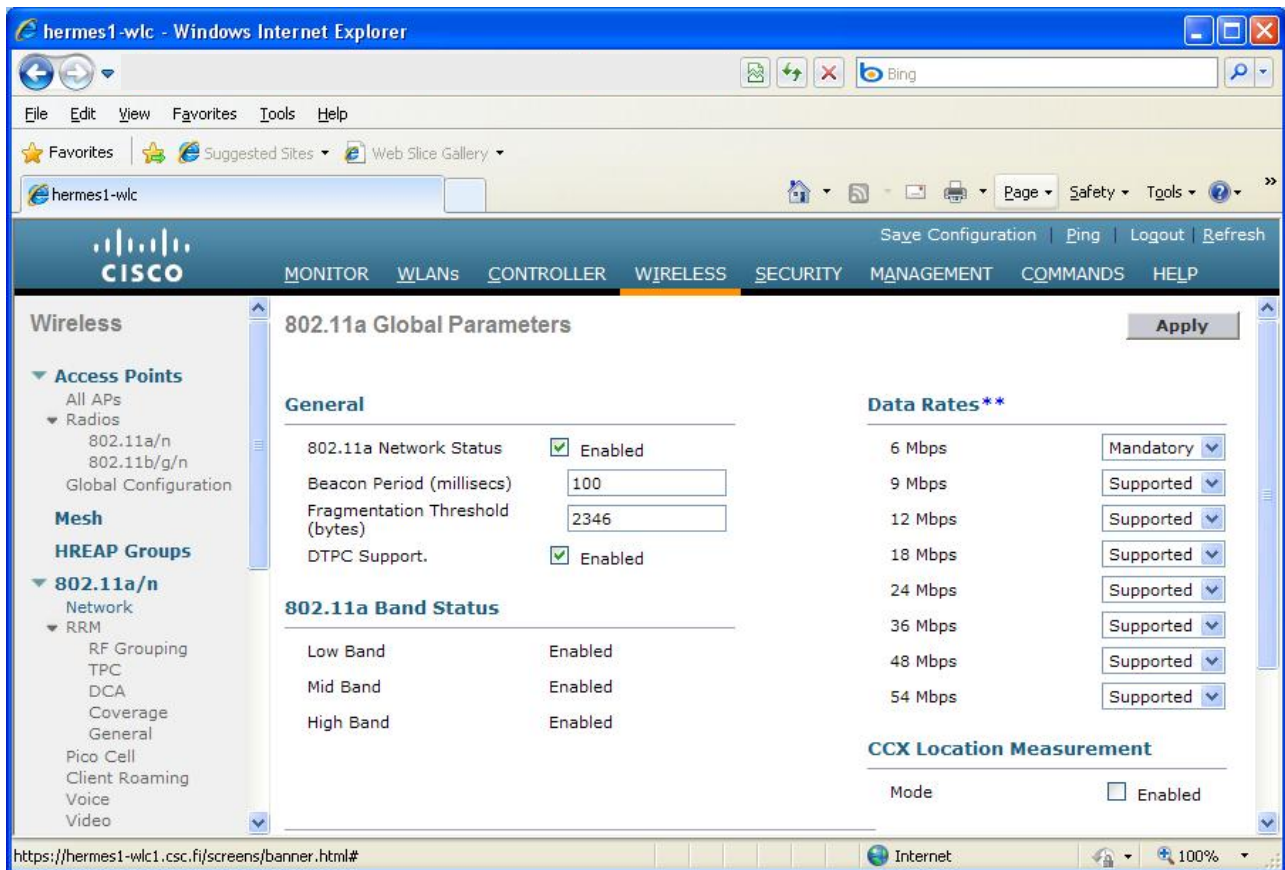 hermes1-wlc - Windows Internet Explorer
Bing
File Edit View Favorites Tools Help
Favorites Suggested Sites Web Slice Gallery
hermes1-wlc Page Safety Tools »
Save Configuration | Ping | Logout | Refresh
CISCO MONITOR WLANs CONTROLLER WIRELESS SECURITY MANAGEMENT COMMANDS HELP
Wireless
Access Points
All APs
Radios
802.11a/n
802.11b/g/n
Global Configuration
Mesh
HREAP Groups
802.11a/n
Network
RRM
RF Grouping
TPC
DCA
Coverage
General
Pico Cell
Client Roaming
Voice
Video
802.11a Global Parameters Apply
General
802.11a Network Status Enabled
Beacon Period (millisecs) 100
Fragmentation Threshold
(bytes) 2346
DTPC Support. Enabled
802.11a Band Status
Low Band Enabled
Mid Band Enabled
High Band Enabled
Data Rates**
6 Mbps Mandatory
9 Mbps Supported
12 Mbps Supported
18 Mbps Supported
24 Mbps Supported
36 Mbps Supported
48 Mbps Supported
54 Mbps Supported
CCX Location Measurement
Mode Enabled
https://hermes1-wlc1.csc.fi/screens/banner.html# Internet 100%